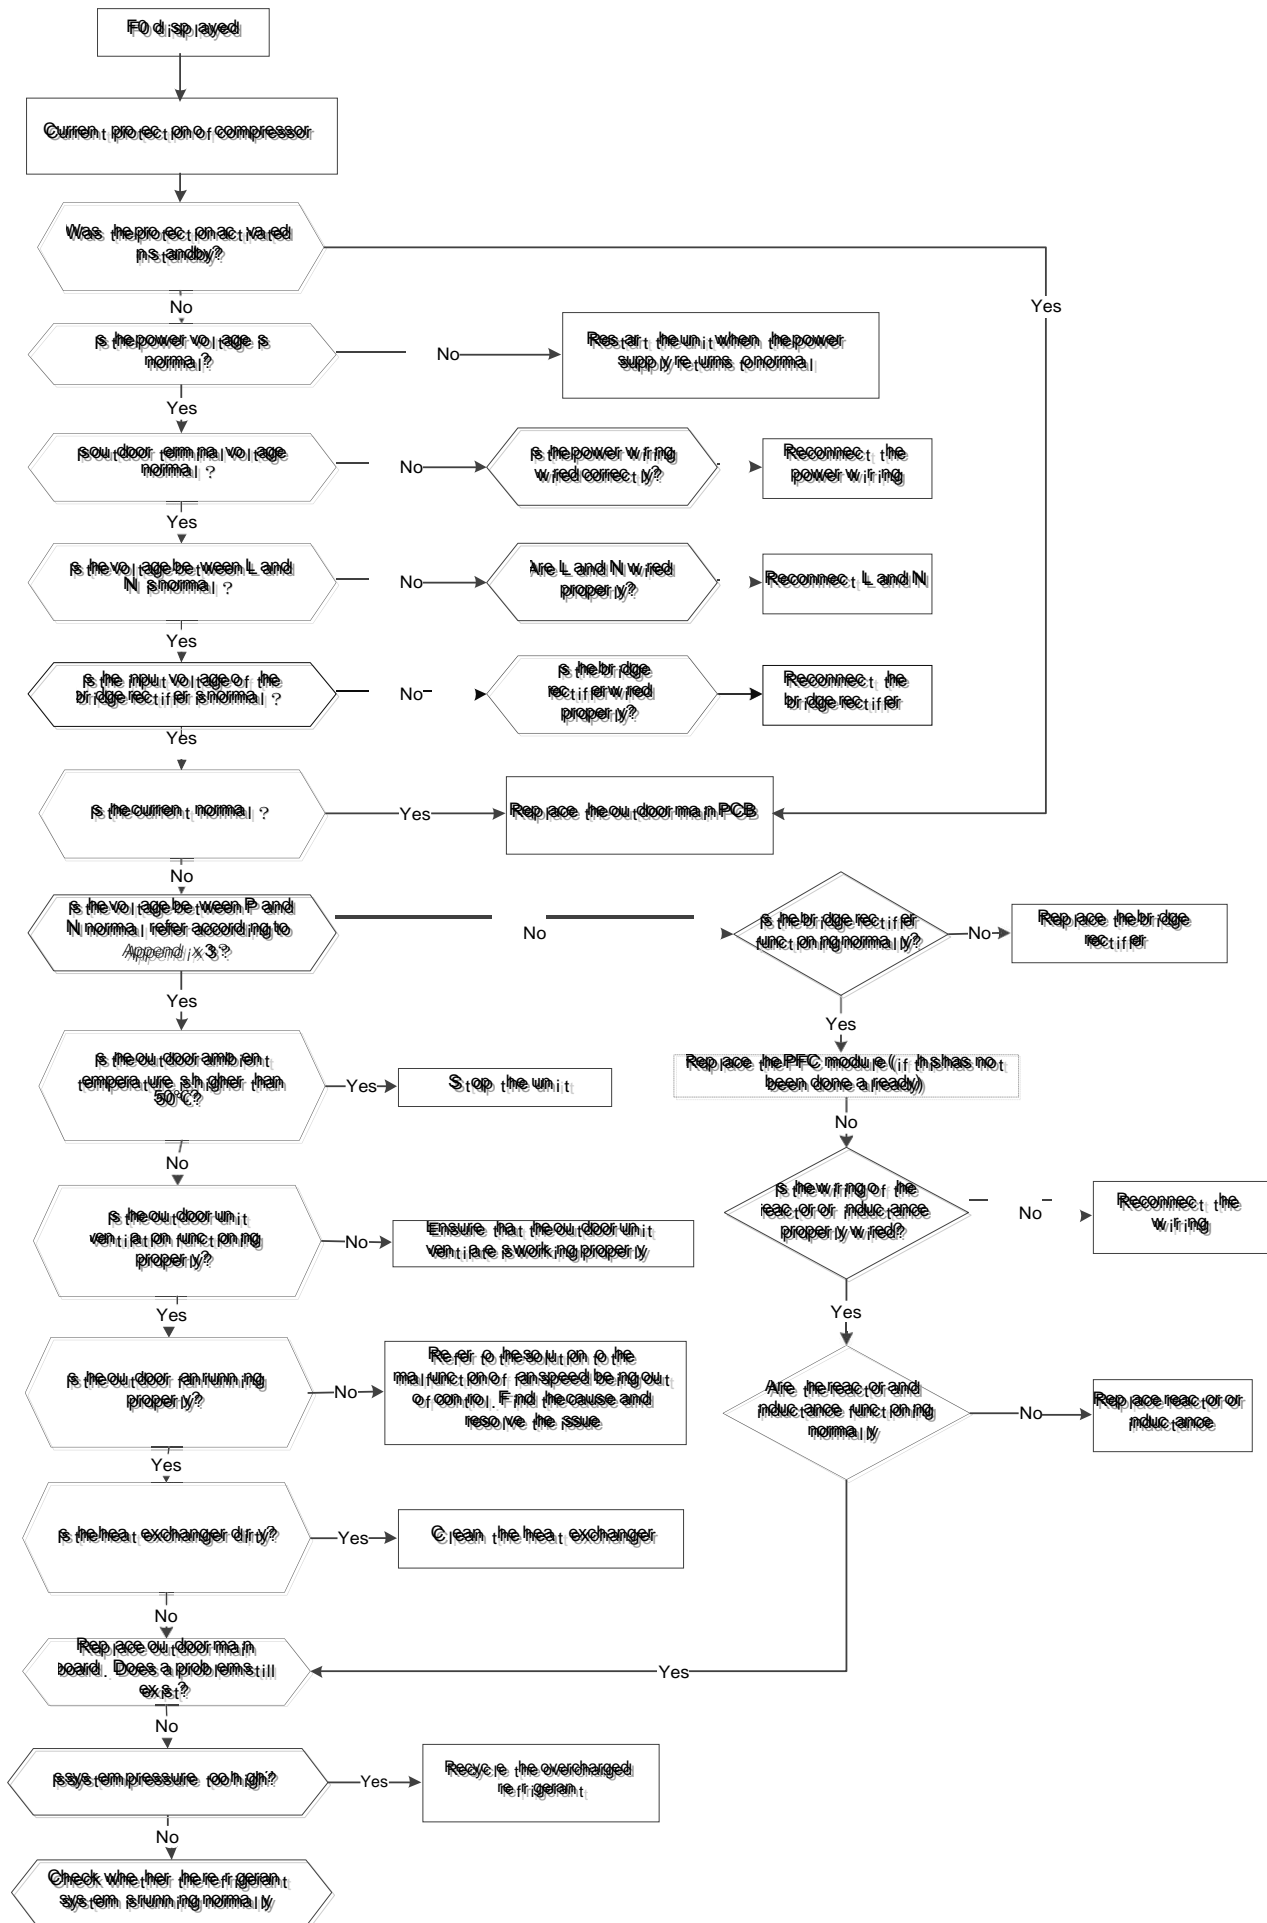 F0 displayed
Current protection of compressor
Was the protection activated
in standby?
No
Yes
Is the power voltage is
normal?
No
Restart the unit when the power
supply returns to normal
Yes
Is outdoor terminal voltage
normal ?
No
Is the power wiring
wired correctly?
Reconnect the
power wiring
Yes
Is the voltage between L and
N is normal ?
No
Are L and N wired
properly?
Reconnect L and N
Yes
Is the input voltage of the
bridge rectifier is normal ?
No
Is the bridge
rectifier wired
properly?
Reconnect the
bridge rectifier
Yes
Is the current normal ?
Yes
Replace the outdoor main PCB
No
Is the voltage between P and
N normal refer according to
Appendix 3?
No
Is the bridge rectifier
functioning normally?
No
Replace the bridge
rectifier
Yes
Yes
Is the outdoor ambient
temperature is higher than
50℃?
Yes
Stop the unit
Replace the PFC module (if this has not
been done already)
No
No
Is the outdoor unit
ventilation functioning
properly?
No
Ensure that the outdoor unit
ventilate is working properly
Is the wiring of the
reactor or inductance
properly wired?
No
Reconnect the
wiring
Yes
Yes
Is the outdoor fan running
properly?
No
Refer to the solution to the
malfunction of fan speed being out
of control. Find the cause and
resolve the issue
Are the reactor and
inductance functioning
normally
No
Replace reactor or
inductance
Yes
Is the heat exchanger dirty?
Yes
Clean the heat exchanger
No
Replace outdoor main
board. Does a problem still
exist?
Yes
No
Is system pressure too high?
Yes
Recycle the overcharged
refrigerant
No
Check whether the refrigerant
system is running normally